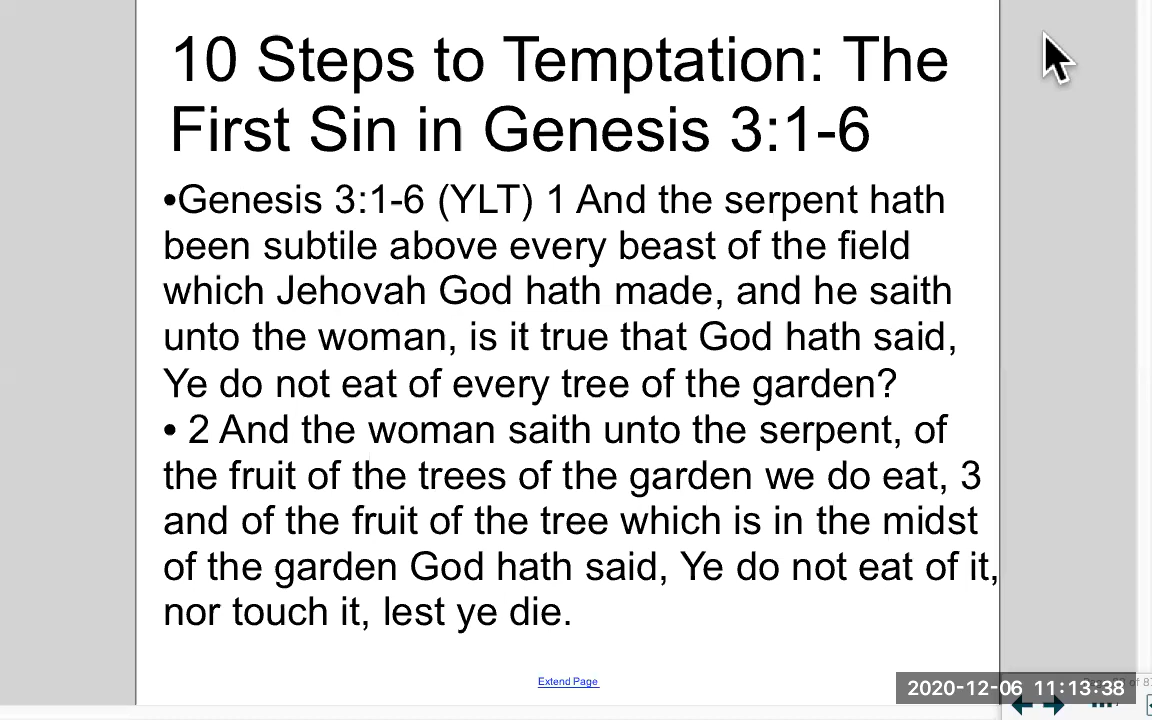 10 Steps to Temptation: The
First Sin in Genesis 3:1-6
•Genesis 3:1-6 (YLT) 1 And the serpent hath
been subtile above every beast of the field
which Jehovah God hath made, and he saith
unto the woman, is it true that God hath said,
Ye do not eat of every tree of the garden?
• 2 And the woman saith unto the serpent, of
the fruit of the trees of the garden we do eat, 3
and of the fruit of the tree which is in the midst
of the garden God hath said, Ye do not eat of it,
nor touch it, lest ye die.
Extend Page
2020-12-06 11:13:38